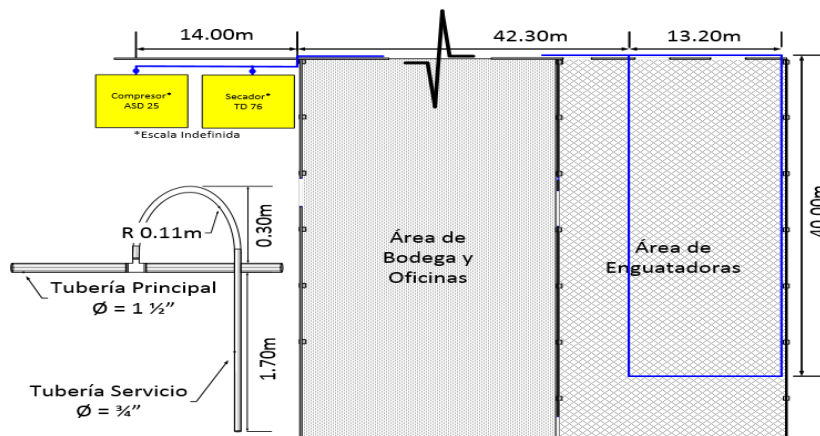 14.00m
42.30m
13.20m
Compresor*
ASD 25
Secador*
TD 76
*Escala Indefinida
40.00m
R 0.11m
0.30m
Tubería Principal
Ø = 1 ½”
1.70m
Tubería Servicio
Ø = ¾”
Área de
Bodega y
Oficinas
Área de
Enguatadoras